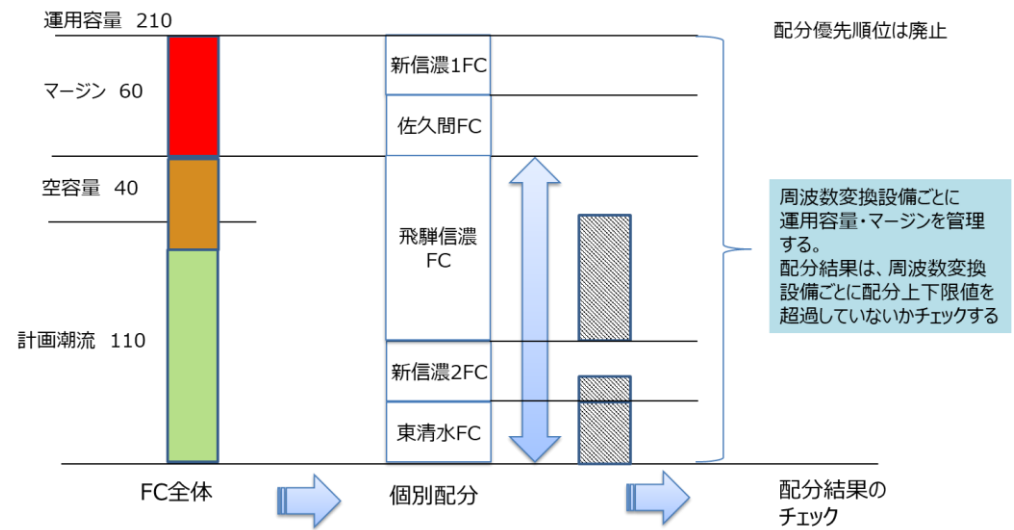 運用容量 210
マージン 60
空容量 40
計画潮流 110
FC全体
新信濃1FC
佐久間FC
飛騨信濃
FC
新信濃2FC
東清水FC
個別配分
配分優先順位は廃止
周波数変換設備ごとに
運用容量・マージンを管理
する。
配分結果は、周波数変換
設備ごとに配分上下限値を
超過していないかチェックする
配分結果の
チェック